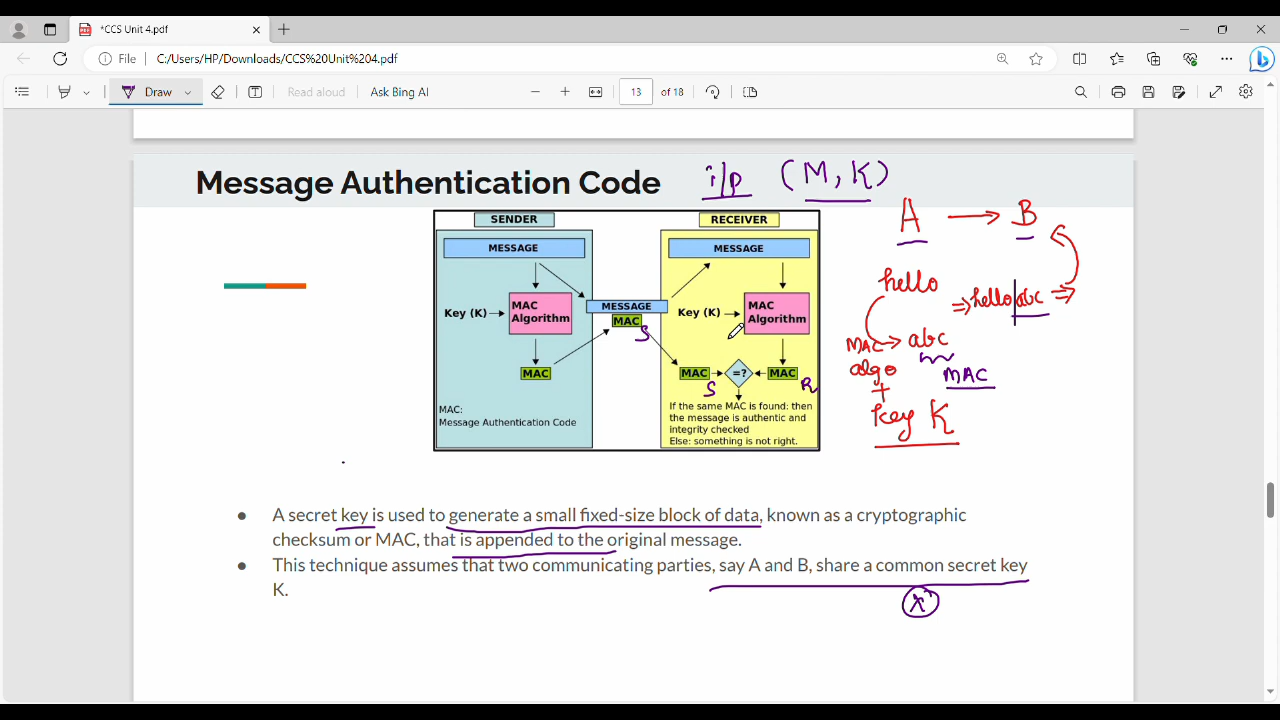 *CCS Unit 4.pdf
File C:/Users/HP/Downloads/CCS%20Unit%204.pdf
Draw Read aloud Ask Bing AI 13 of 18
Message Authentication Code i/p (M, K)
A → B
SENDER
MESSAGE
Key (K) MAC Algorithm
MAC
MAC:
Message Authentication Code
MESSAGE
MAC
S
RECEIVER
MESSAGE
Key (K) MAC Algorithm
MAC =? MAC
S R
If the same MAC is found: then
the message is authentic and
integrity checked
Else: something is not right.
hello ⇒ hello|abc ⇒
MAC → abc
algo MAC
+
key K
• A secret key is used to generate a small fixed-size block of data, known as a cryptographic
checksum or MAC, that is appended to the original message.
• This technique assumes that two communicating parties, say A and B, share a common secret key
K.